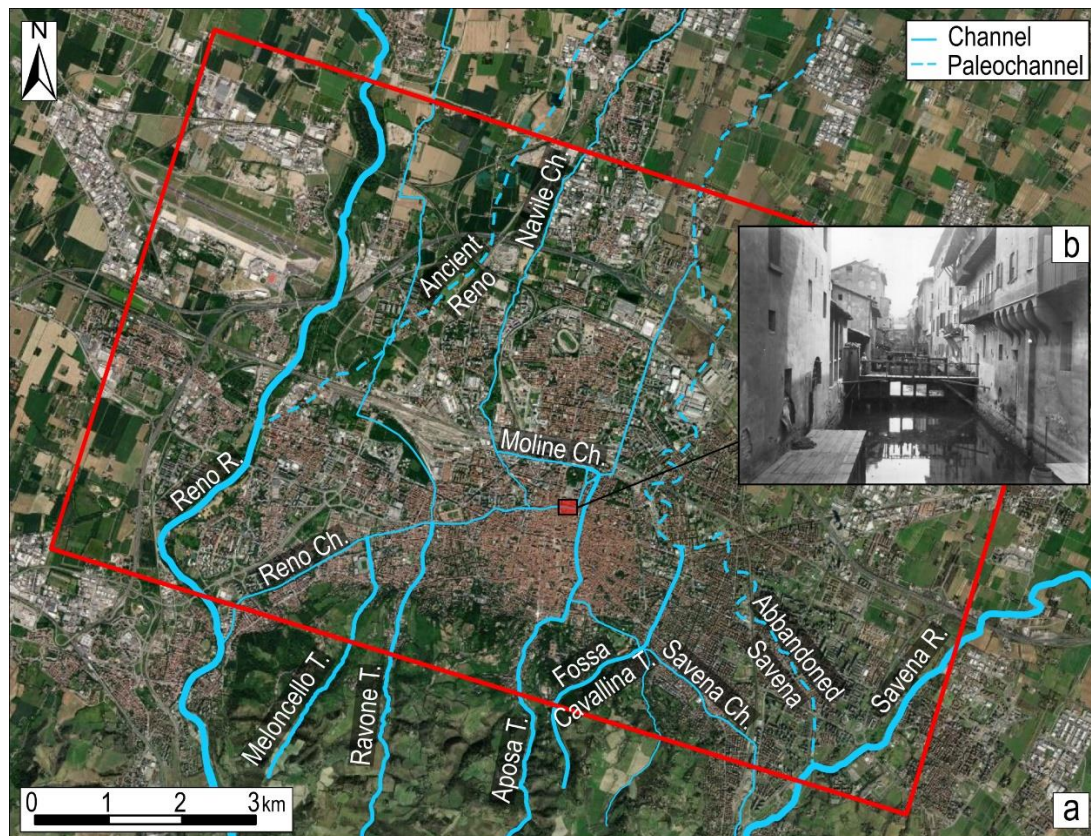 N
Channel
Paleochannel
b
Navile Ch.
Ancient
Reno
Moline Ch.
Reno R.
Reno Ch.
Abbandoned
Savena
Savena R.
Fossa
Cavallina T.
Savena Ch.
Meloncello T.
Ravone T.
Aposa T.
0 1 2 3 km
a